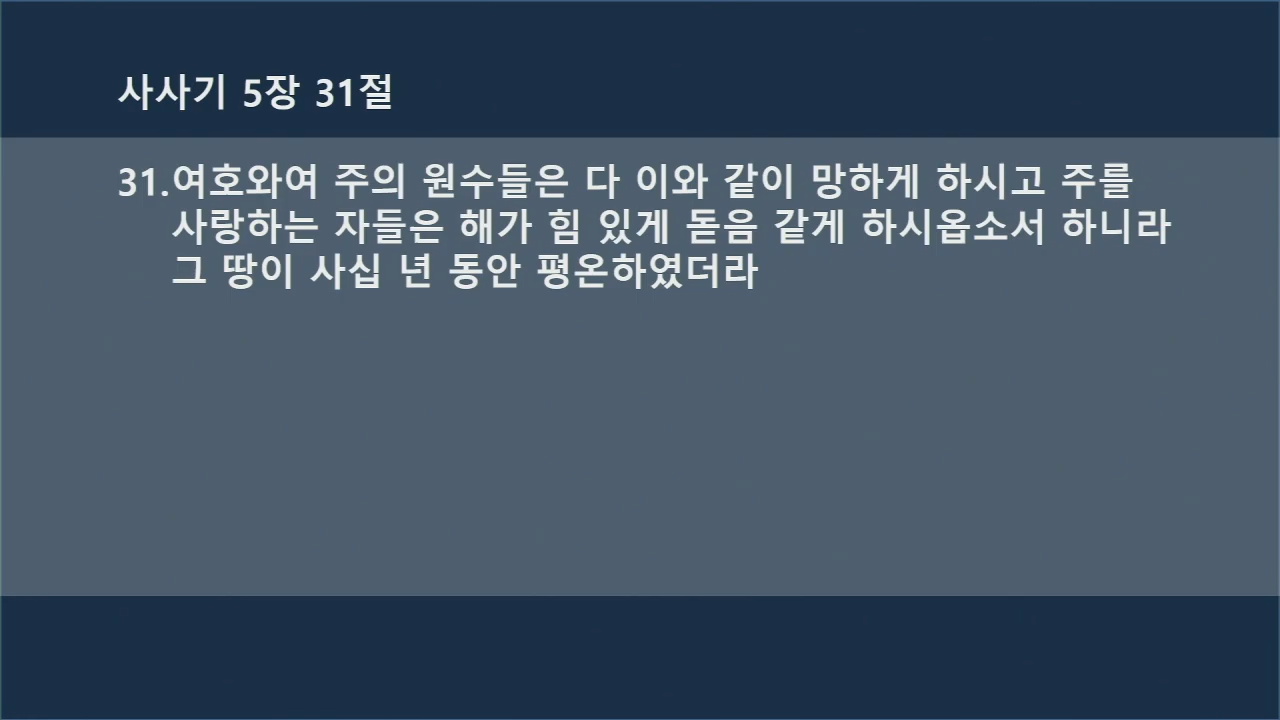 사사기 5장 31절
31.여호와여 주의 원수들은 다 이와 같이 망하게 하시고 주를
사랑하는 자들은 해가 힘 있게 돋음 같게 하시옵소서 하니라
그 땅이 사십 년 동안 평온하였더라